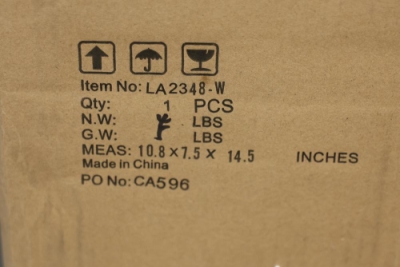 Item No: LA2348-W
Qty: 1 PCS
N.W: LBS
G.W: LBS
MEAS: 10.8 x 7.5 x 14.5 INCHES
Made in China
PO No: CA596